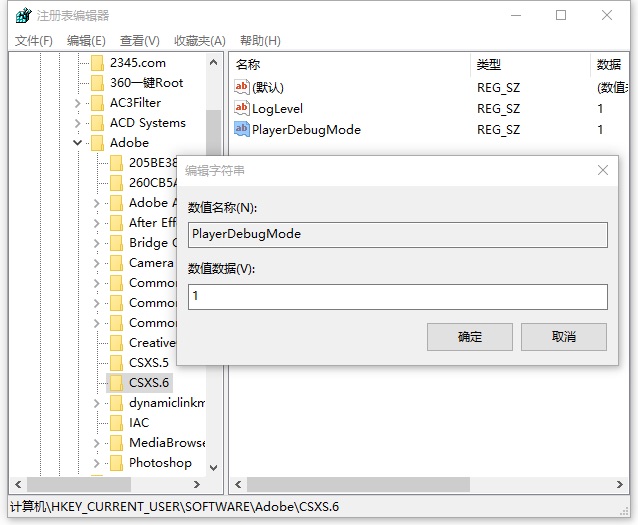 注册表编辑器
文件(F) 编辑(E) 查看(V) 收藏夹(A) 帮助(H)
2345.com
360一键Root
AC3Filter
ACD Systems
Adobe
205BE38
260CB5A
Adobe A
After Eff
Bridge C
Camera
Commo
Commo
Commo
Creative
CSXS.5
CSXS.6
dynamiclinkm
IAC
MediaBrowse
Photoshop
名称 类型 数据
(默认) REG_SZ (数值未
LogLevel REG_SZ 1
PlayerDebugMode REG_SZ 1
编辑字符串
数值名称(N):
PlayerDebugMode
数值数据(V):
1
确定 取消
计算机\HKEY_CURRENT_USER\SOFTWARE\Adobe\CSXS.6